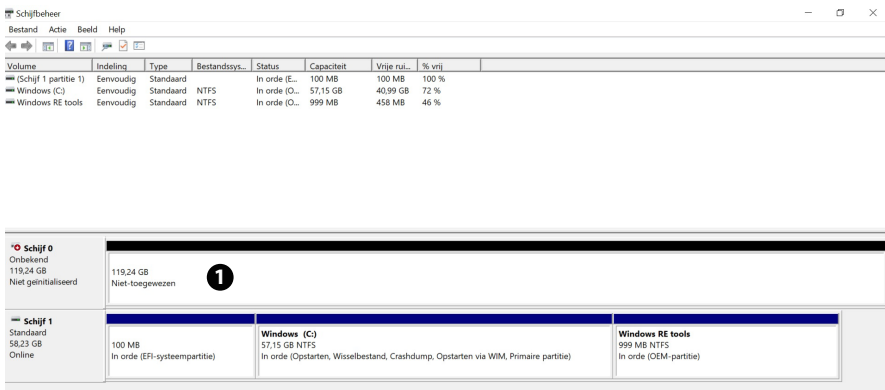 Schijfbeheer
Bestand Actie Beeld Help
Volume Indeling Type Bestandssys... Status Capaciteit Vrije rui... % vrij
(Schijf 1 partitie 1) Eenvoudig Standaard In orde (E... 100 MB 100 MB 100 %
Windows (C:) Eenvoudig Standaard NTFS In orde (O... 57,15 GB 40,99 GB 72 %
Windows RE tools Eenvoudig Standaard NTFS In orde (O... 999 MB 458 MB 46 %
Schijf 0
Onbekend
119,24 GB
Niet geïnitialiseerd
119,24 GB
Niet-toegewezen
1
Schijf 1
Standaard
58,23 GB
Online
100 MB
In orde (EFI-systeempartitie)
Windows (C:)
57,15 GB NTFS
In orde (Opstarten, Wisselbestand, Crashdump, Opstarten via WIM, Primaire partitie)
Windows RE tools
999 MB NTFS
In orde (OEM-partitie)